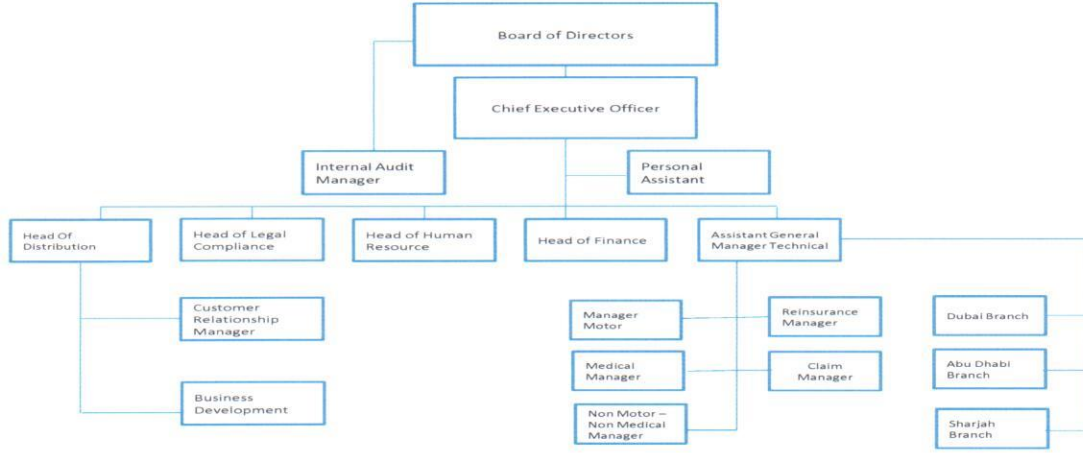 Board of Directors
Chief Executive Officer
Internal Audit
Manager
Personal
Assistant
Head Of
Distribution
Head of Legal
Compliance
Head of Human
Resource
Head of Finance
Assistant General
Manager Technical
Customer
Relationship
Manager
Business
Development
Manager
Motor
Reinsurance
Manager
Medical
Manager
Claim
Manager
Non Motor –
Non Medical
Manager
Dubai Branch
Abu Dhabi
Branch
Sharjah
Branch